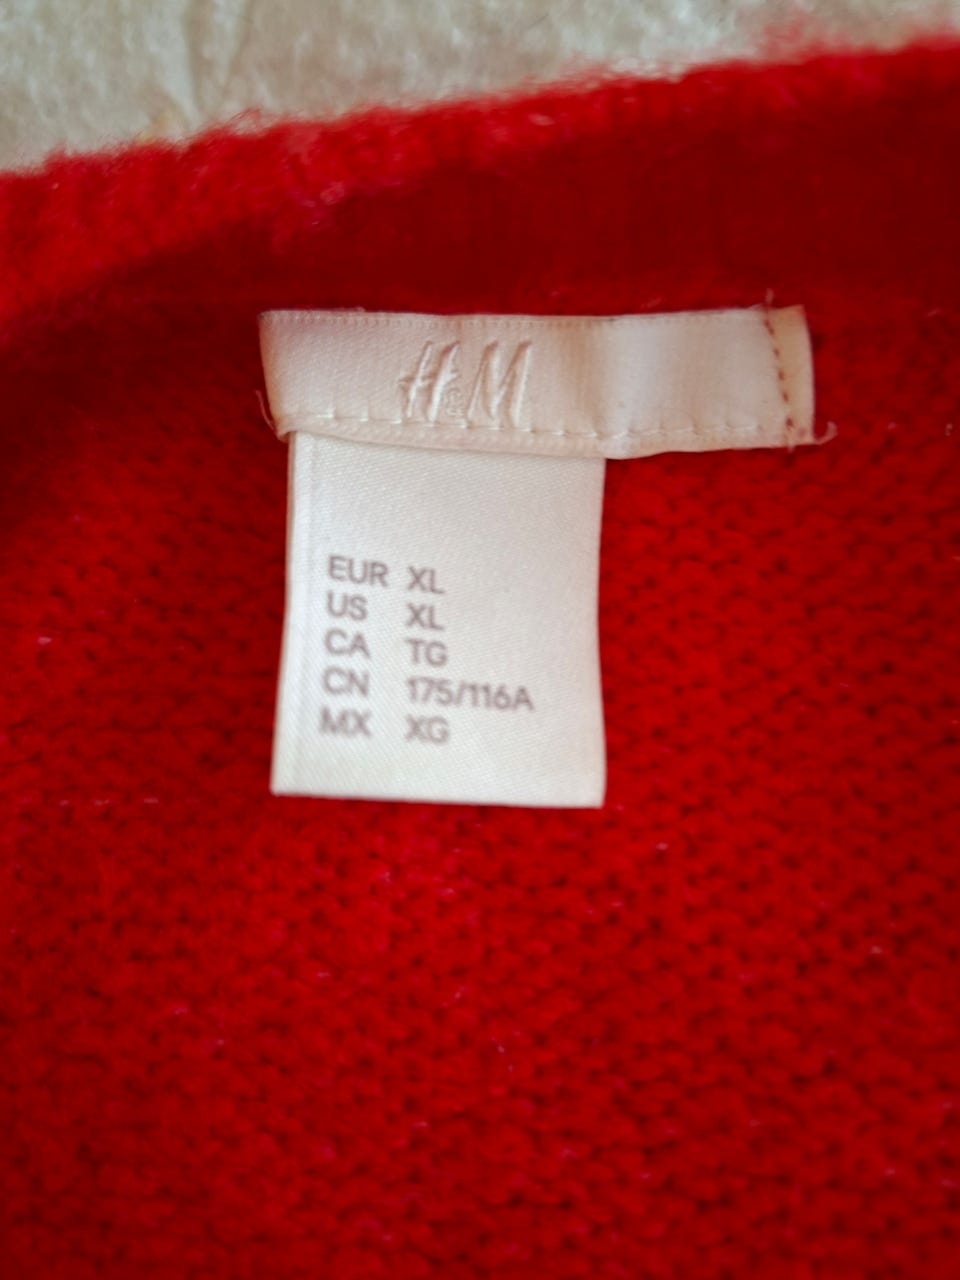 H&M
EUR XL
US XL
CA TG
CN 175/116A
MX XG